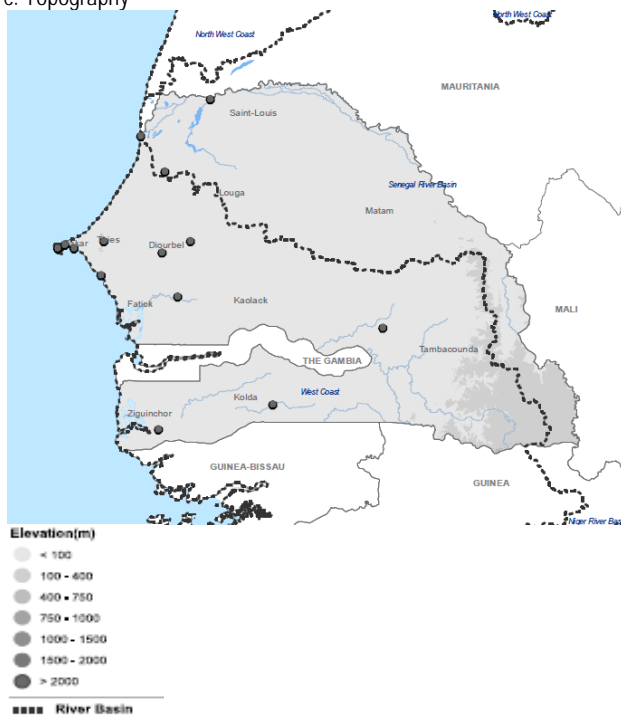 c. Topography
North West Coast
North West Coast
MAURITANIA
Saint-Louis
Senegal River Basin
Louga
Matam
Thies
Diourbel
Fatick
Kaolack
MALI
THE GAMBIA
Tambacounda
West Coast
Kolda
Ziguinchor
GUINEA-BISSAU
GUINEA
Niger River Bas
Elevation(m)
< 100
100 - 400
400 - 750
750 - 1000
1000 - 1500
1500 - 2000
> 2000
River Basin